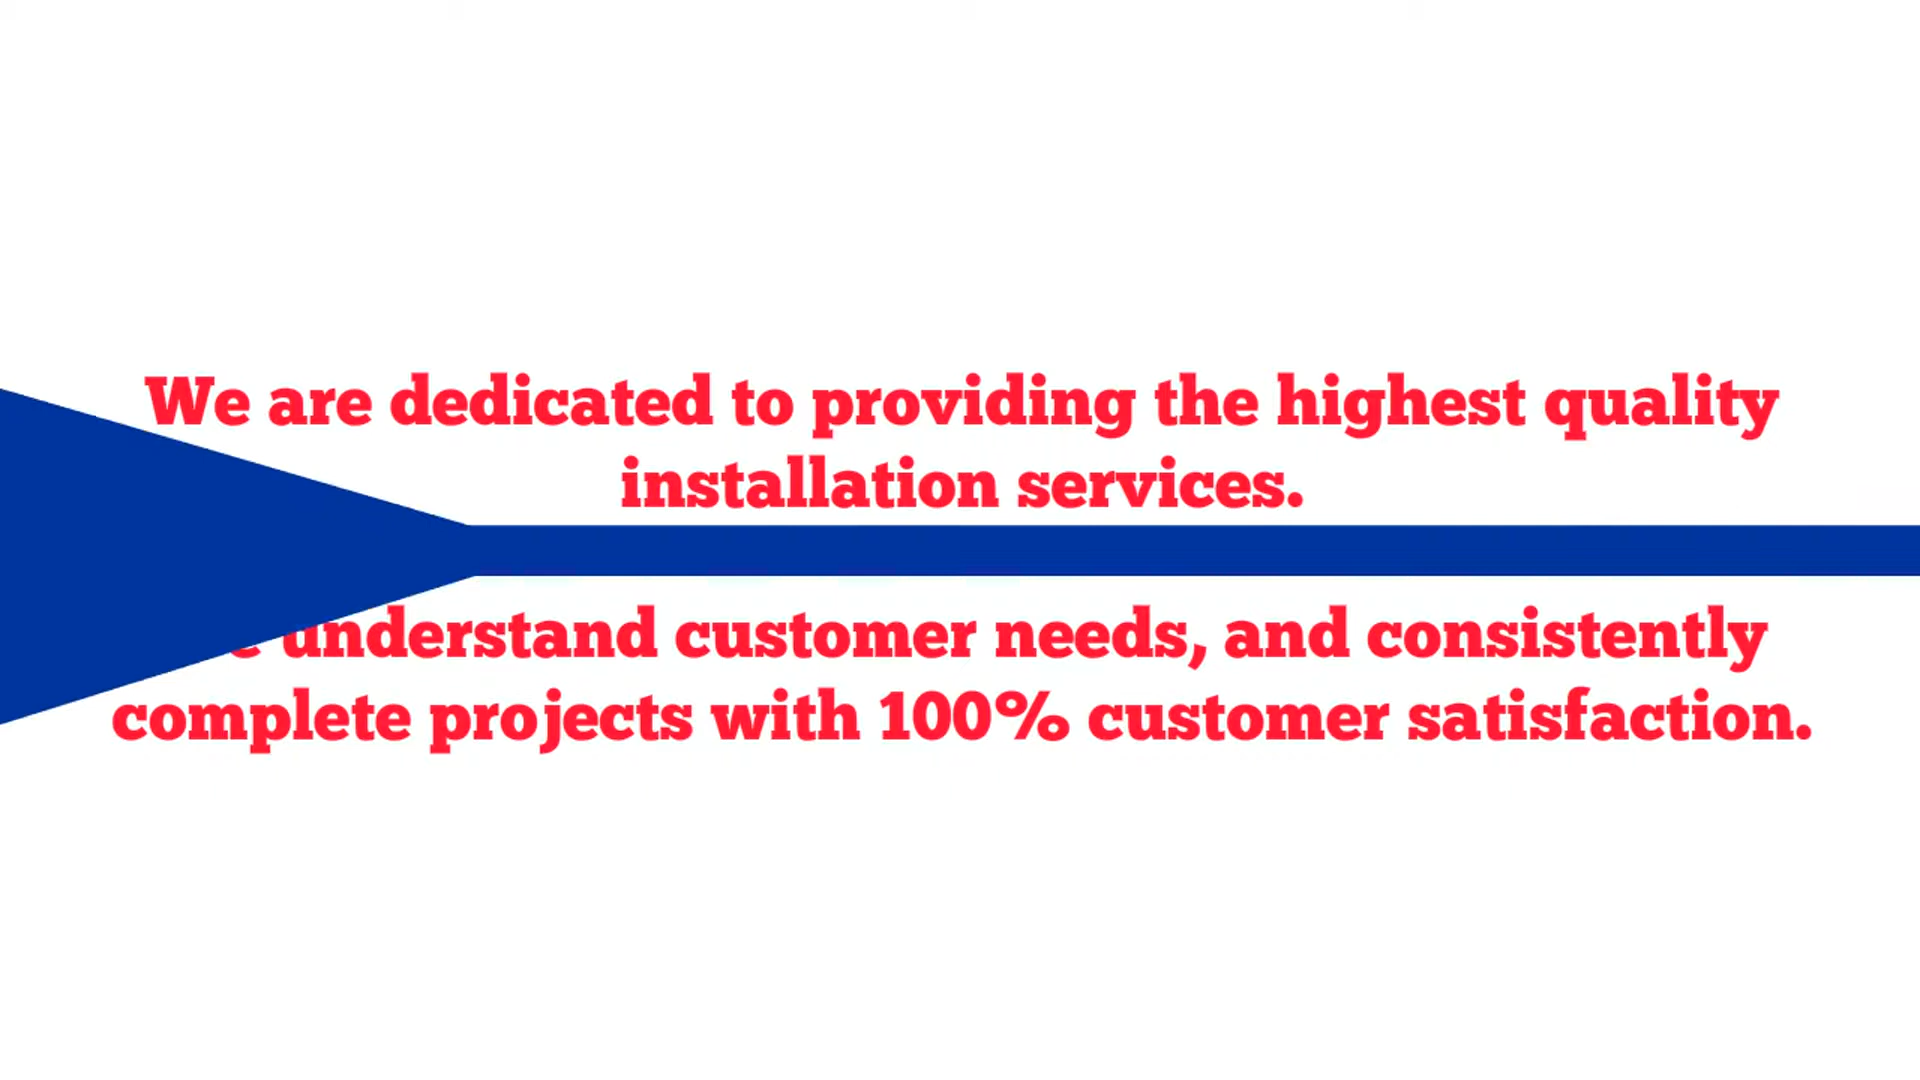 We are dedicated to providing the highest quality
installation services.
understand customer needs, and consistently
complete projects with 100% customer satisfaction.